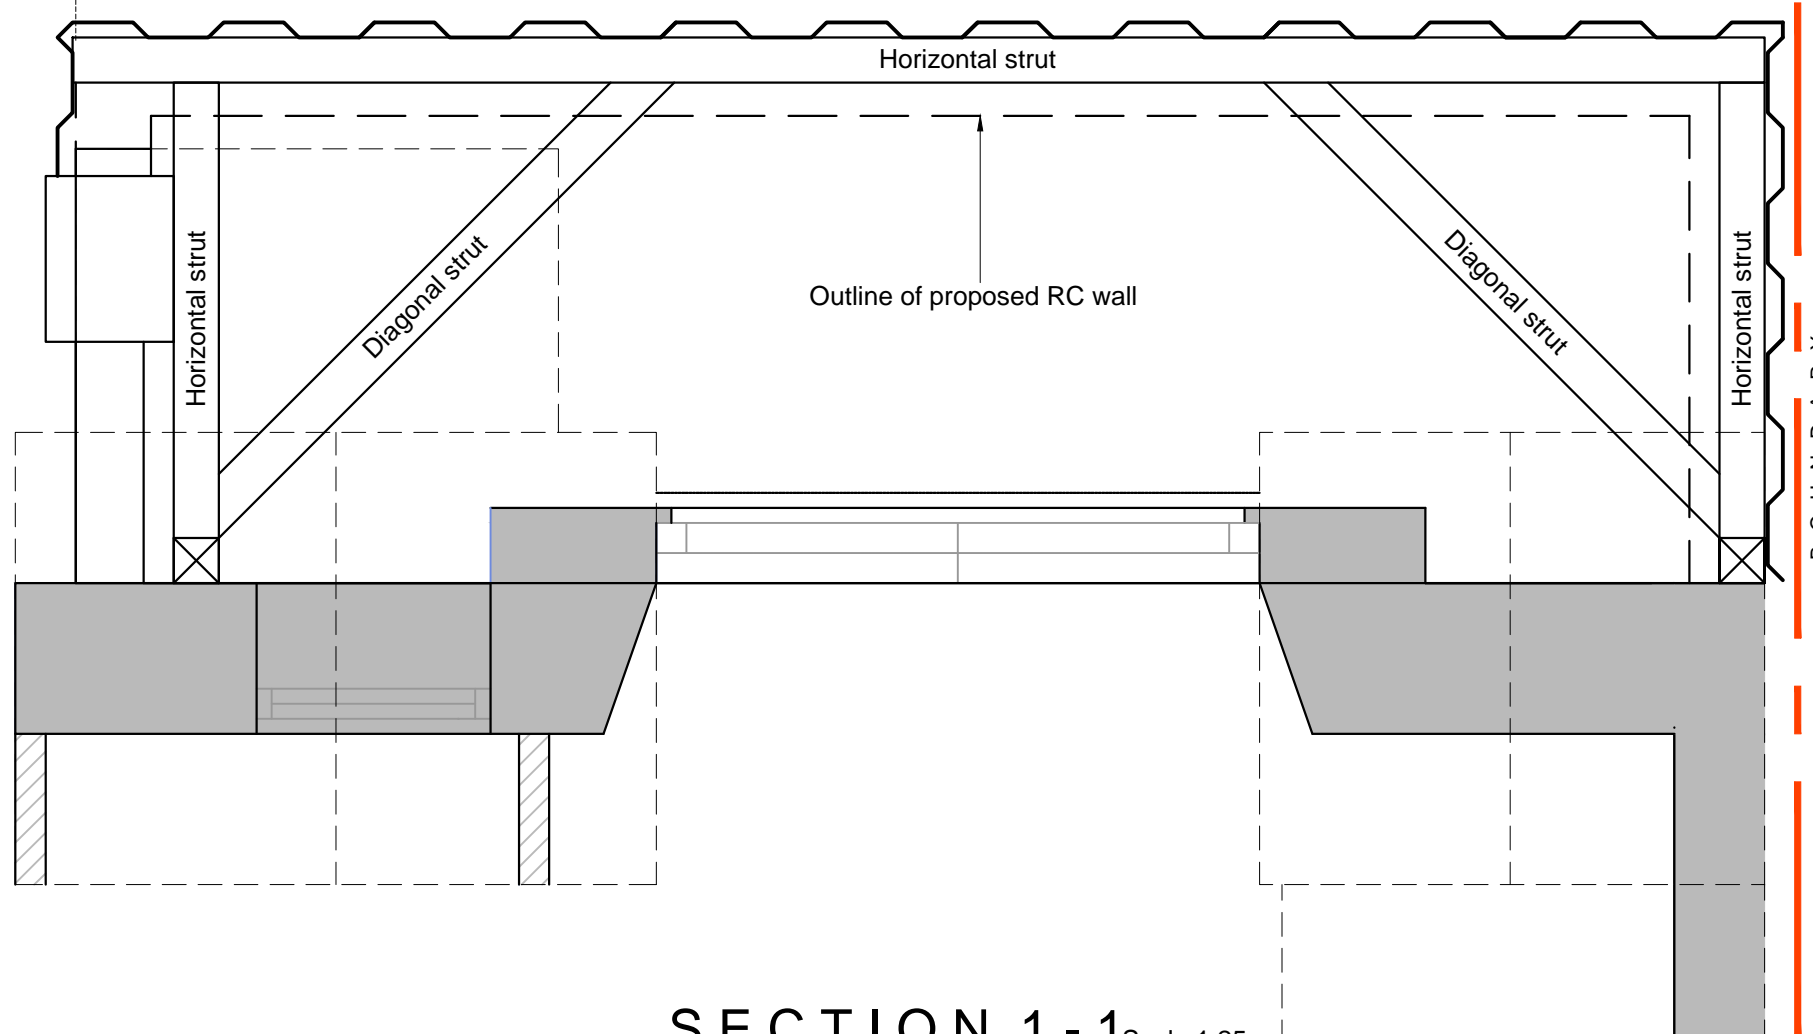 Horizontal strut
Horizontal strut
Diagonal strut
Outline of proposed RC wall
Diagonal strut
Horizontal strut
SECTION 1-1